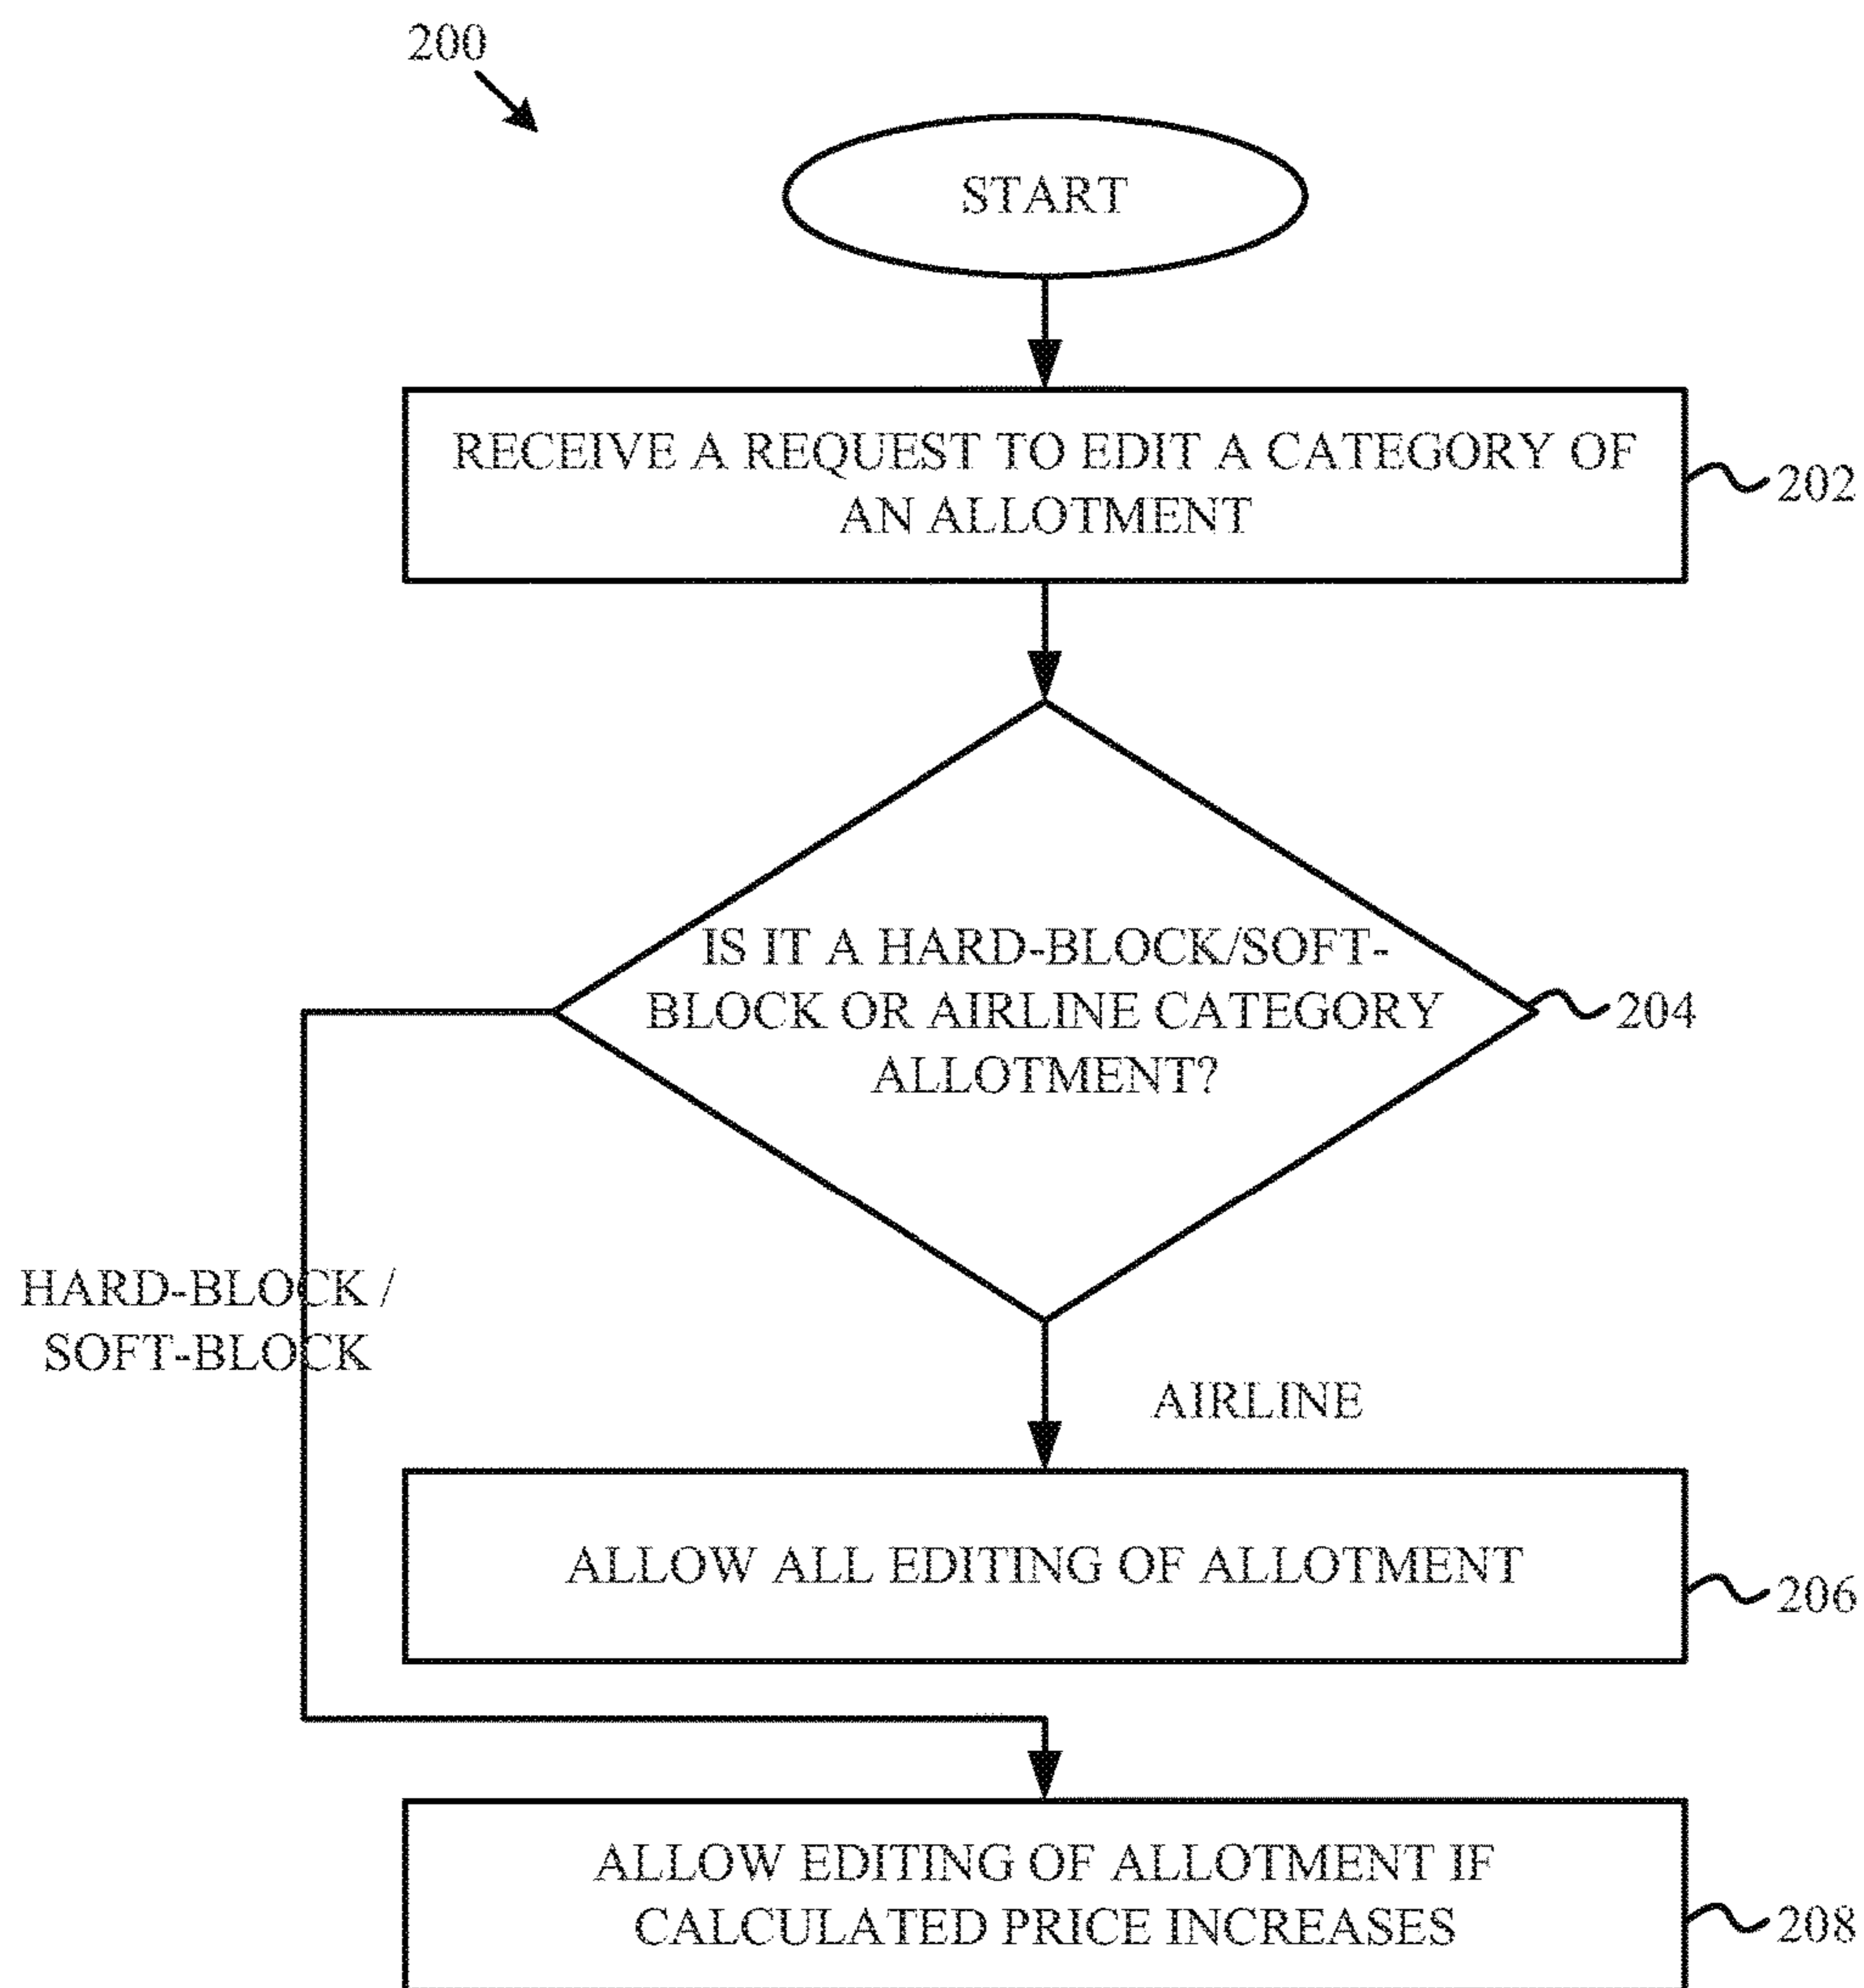 200
START
RECEIVE A REQUEST TO EDIT A CATEGORY OF
AN ALLOTMENT
202
IS IT A HARD-BLOCK/SOFT-
BLOCK OR AIRLINE CATEGORY
ALLOTMENT?
204
HARD-BLOCK /
SOFT-BLOCK
AIRLINE
ALLOW ALL EDITING OF ALLOTMENT
206
ALLOW EDITING OF ALLOTMENT IF
CALCULATED PRICE INCREASES
208